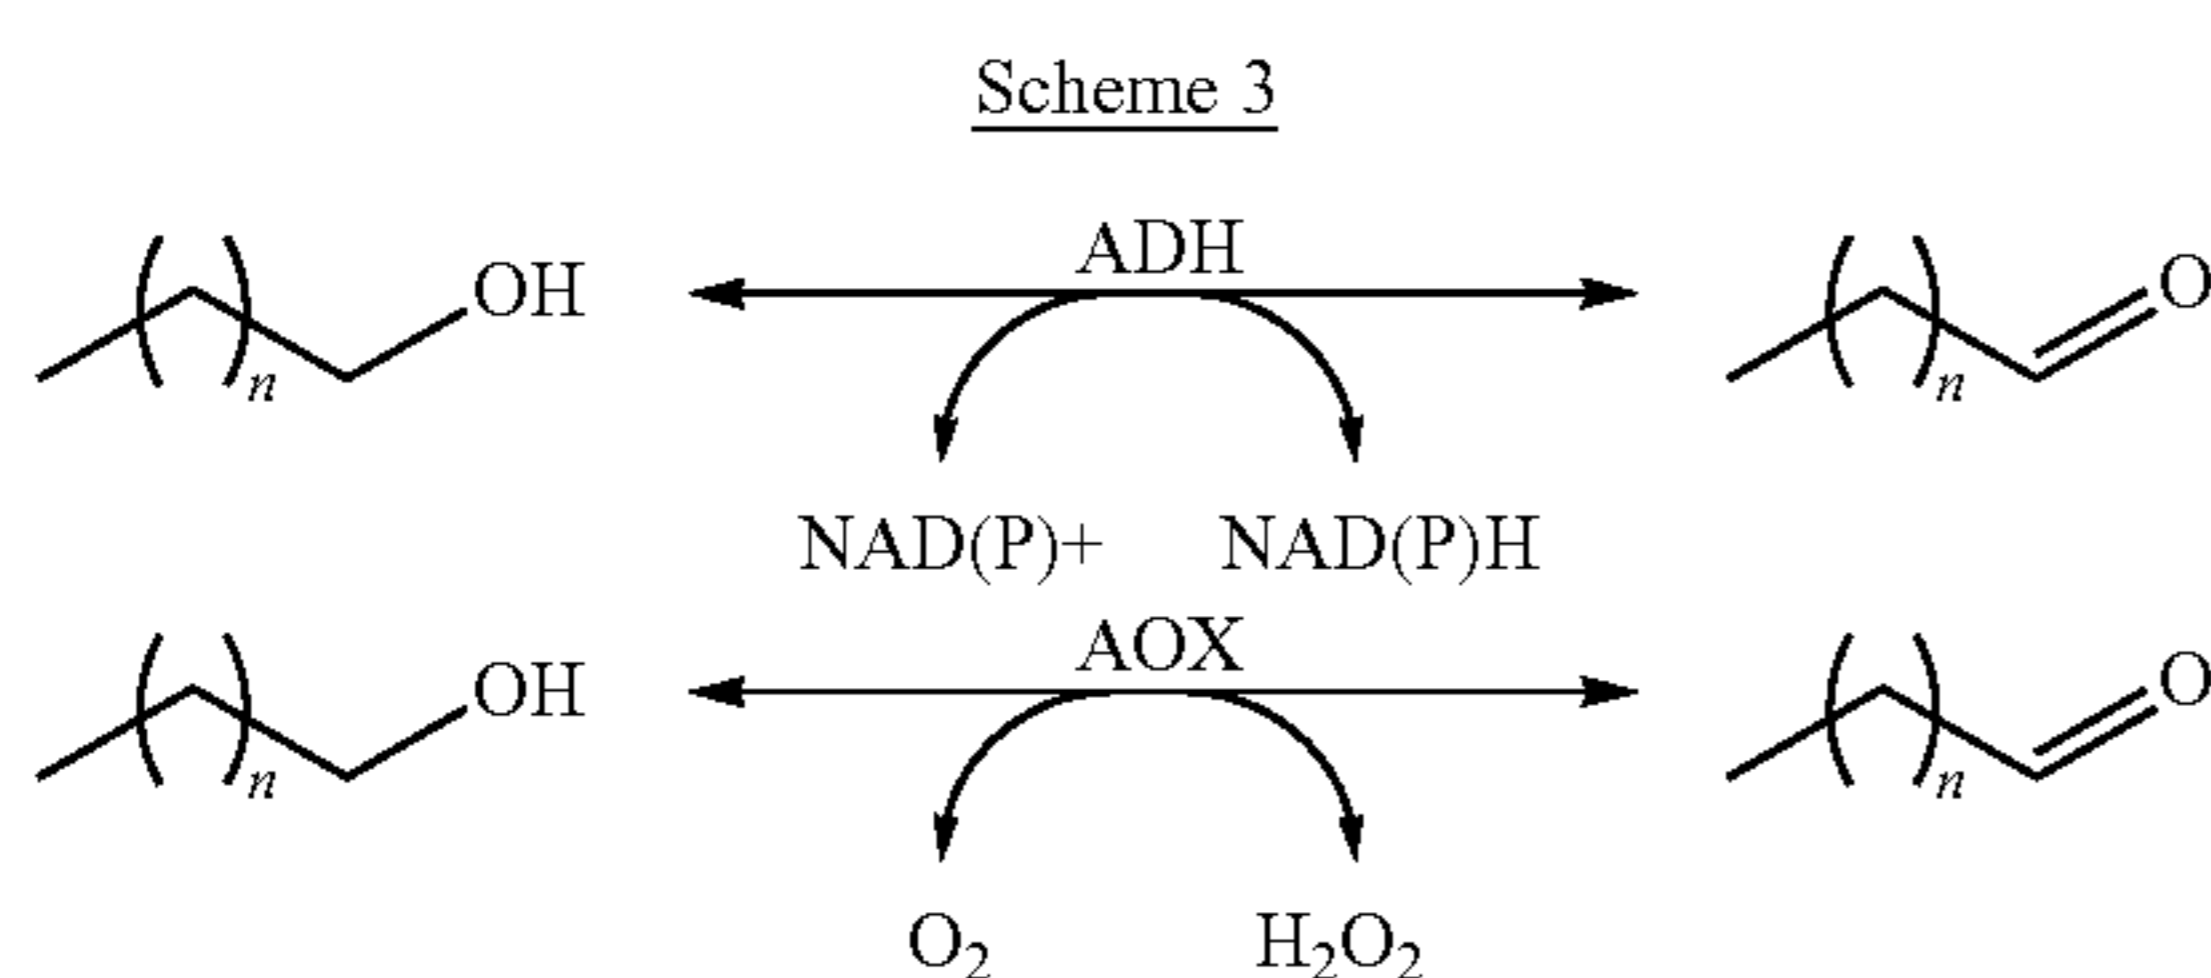 Scheme 3
ADH
OH O
n n
NAD(P)+ NAD(P)H
AOX
OH O
n n
O2 H2O2